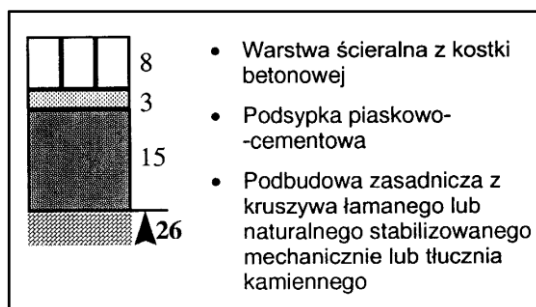 8
3
15
26
• Warstwa ścieralna z kostki
betonowej
• Podsypka piaskowo-
-cementowa
• Podbudowa zasadnicza z
kruszywa łamanego lub
naturalnego stabilizowanego
mechanicznie lub tłucznia
kamiennego